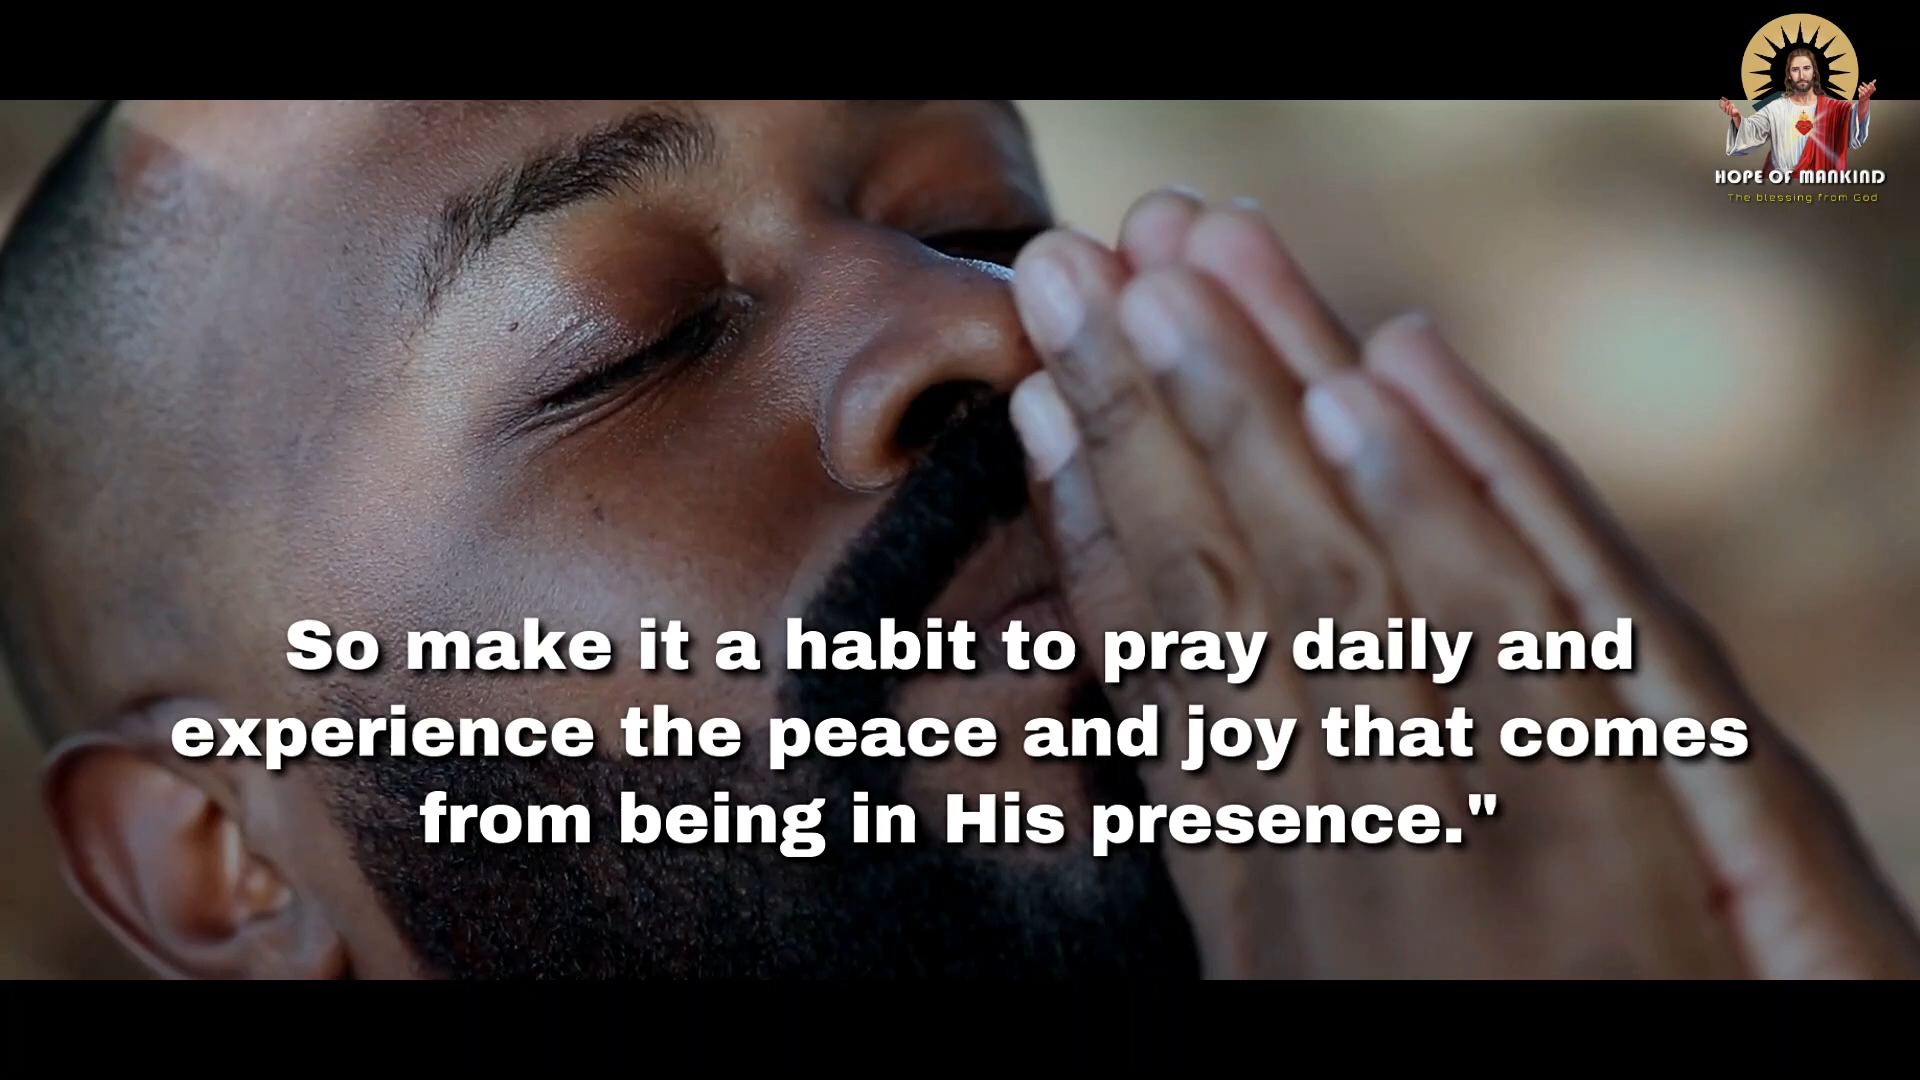 HOPE OF MANKIND
The blessing from God
So make it a habit to pray daily and
experience the peace and joy that comes
from being in His presence."